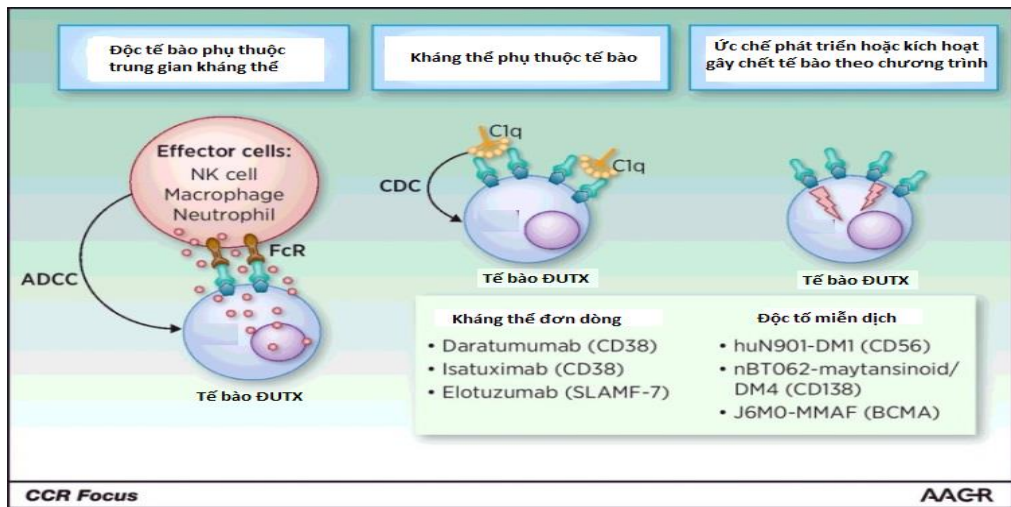 Độc tế bào phụ thuộc
trung gian kháng thể
Kháng thể phụ thuộc tế bào
Ức chế phát triển hoặc kích hoạt
gây chết tế bào theo chương trình
Effector cells:
NK cell
Macrophage
Neutrophil
FcR
ADCC
Tế bào ĐUTX
C1q
C1q
CDC
Tế bào ĐUTX
Tế bào ĐUTX
Kháng thể đơn dòng
• Daratumumab (CD38)
• Isatuximab (CD38)
• Elotuzumab (SLAMF-7)
Độc tố miễn dịch
• huN901-DM1 (CD56)
• nBT062-maytansinoid/
DM4 (CD138)
• J6M0-MMAF (BCMA)
CCR Focus
AACR